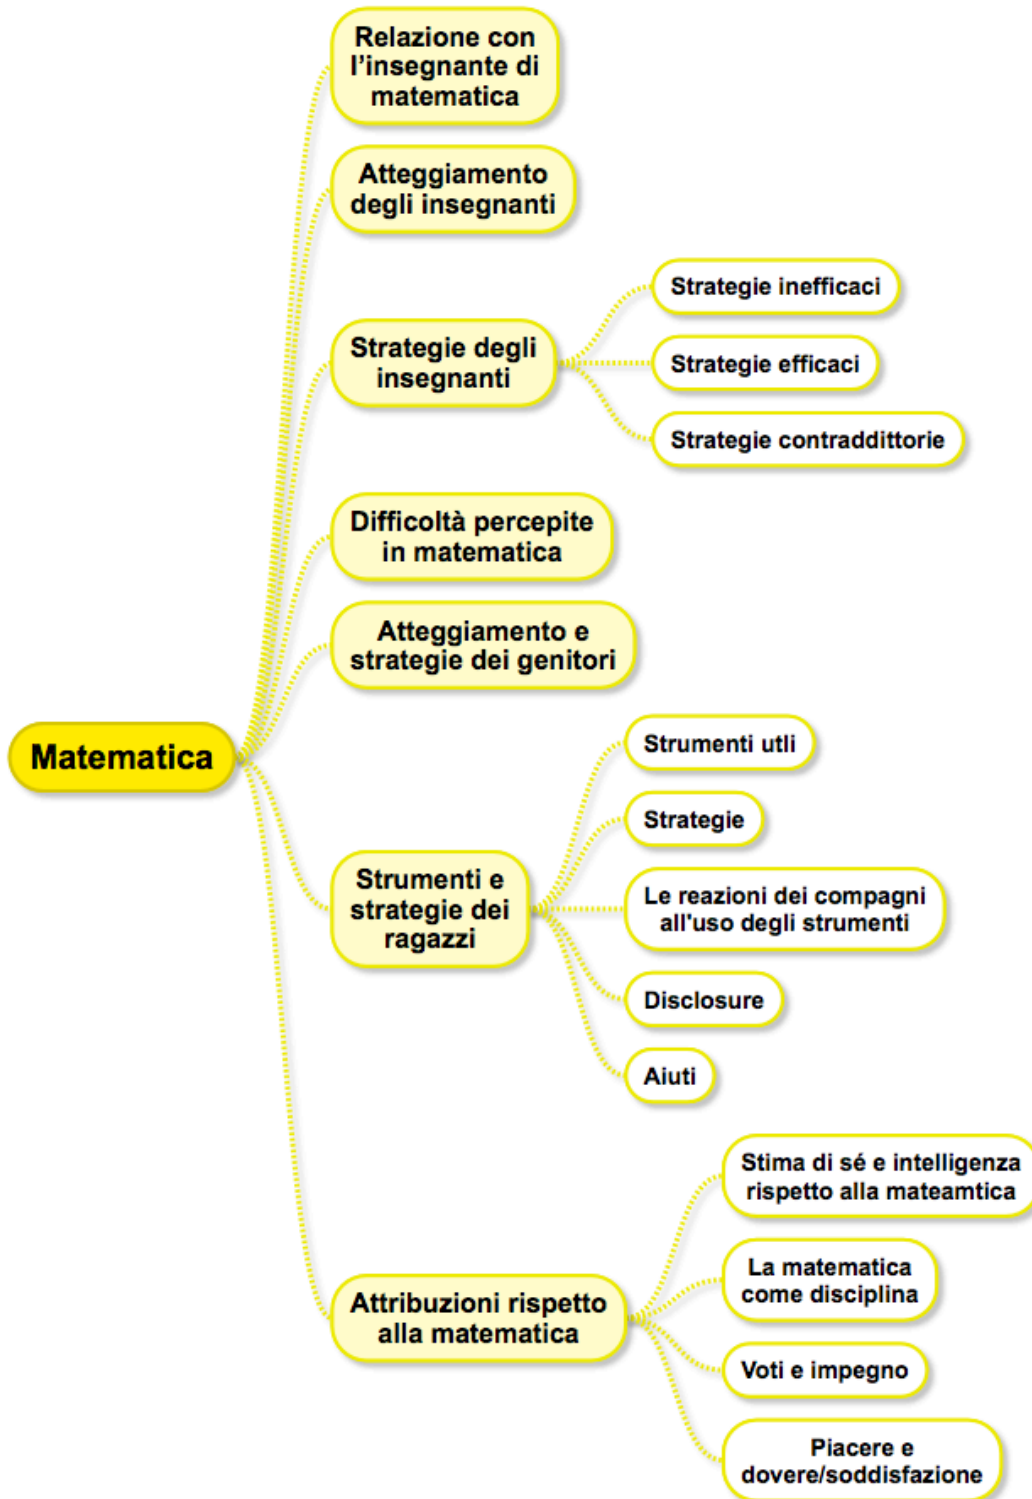 Relazione con
l'insegnante di
matematica
Atteggiamento
degli insegnanti
Strategie inefficaci
Strategie degli
insegnanti
Strategie efficaci
Strategie contraddittorie
Difficoltà percepite
in matematica
Atteggiamento e
strategie dei genitori
Matematica
Strumenti utli
Strategie
Strumenti e
strategie dei
ragazzi
Le reazioni dei compagni
all'uso degli strumenti
Disclosure
Aiuti
Stima di sé e intelligenza
rispetto alla mateamtica
La matematica
come disciplina
Attribuzioni rispetto
alla matematica
Voti e impegno
Piacere e
dovere/soddisfazione